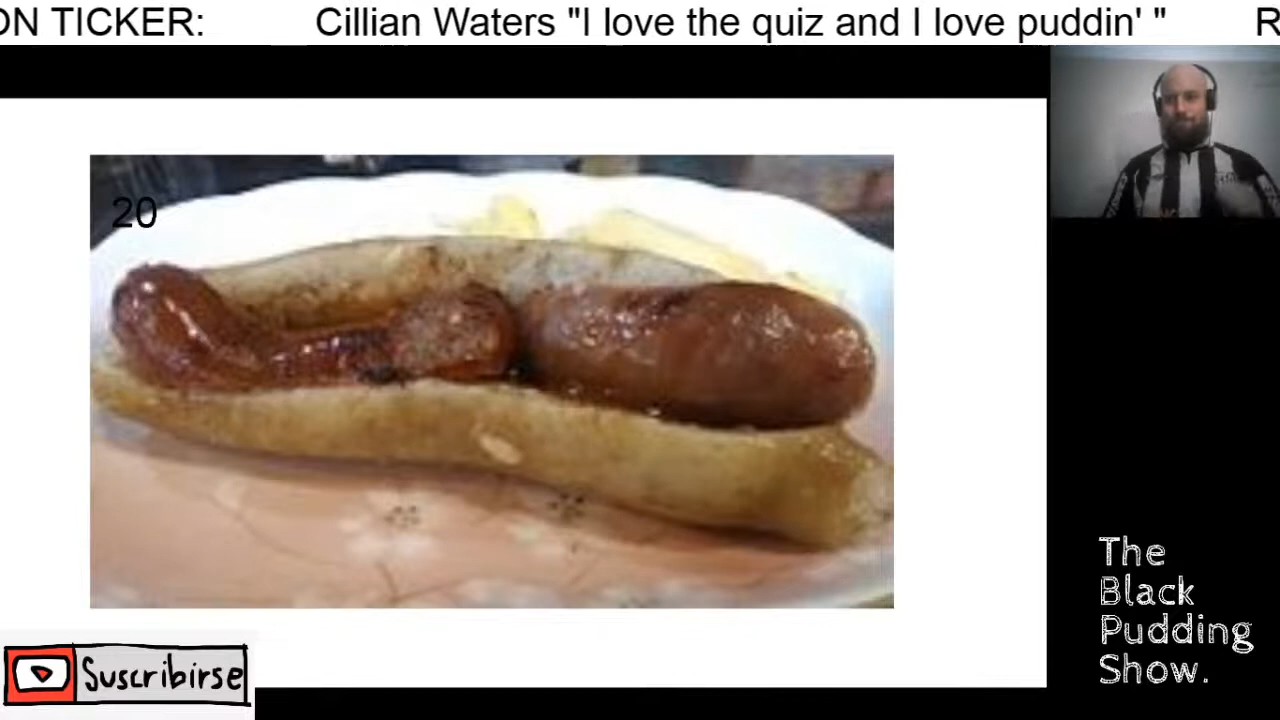 ON TICKER: Cillian Waters "I love the quiz and I love puddin' " R
20
The
Black
Pudding
Show.
Suscribirse